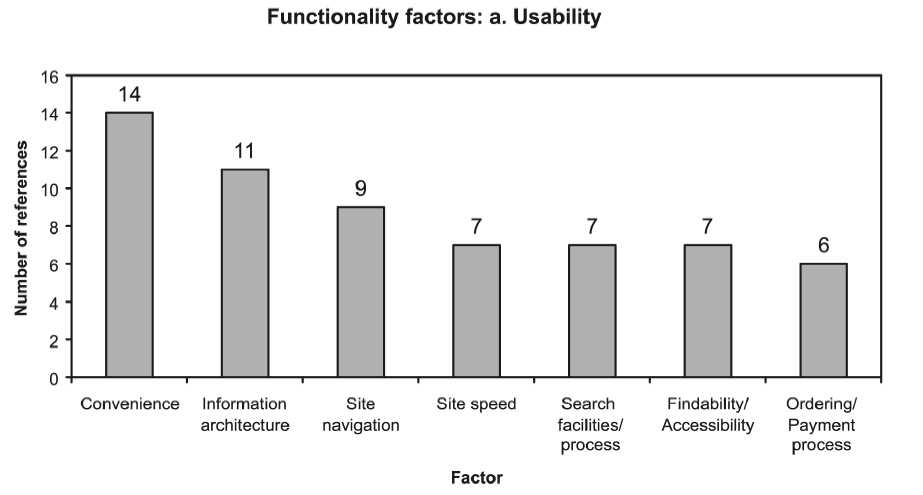 Functionality factors: a. Usability
Number of references
16
14
12
10
8
6
4
2
0
14
11
9
7
7
7
6
Convenience
Information
architecture
Site
navigation
Site speed
Search
facilities/
process
Findability/
Accessibility
Ordering/
Payment
process
Factor